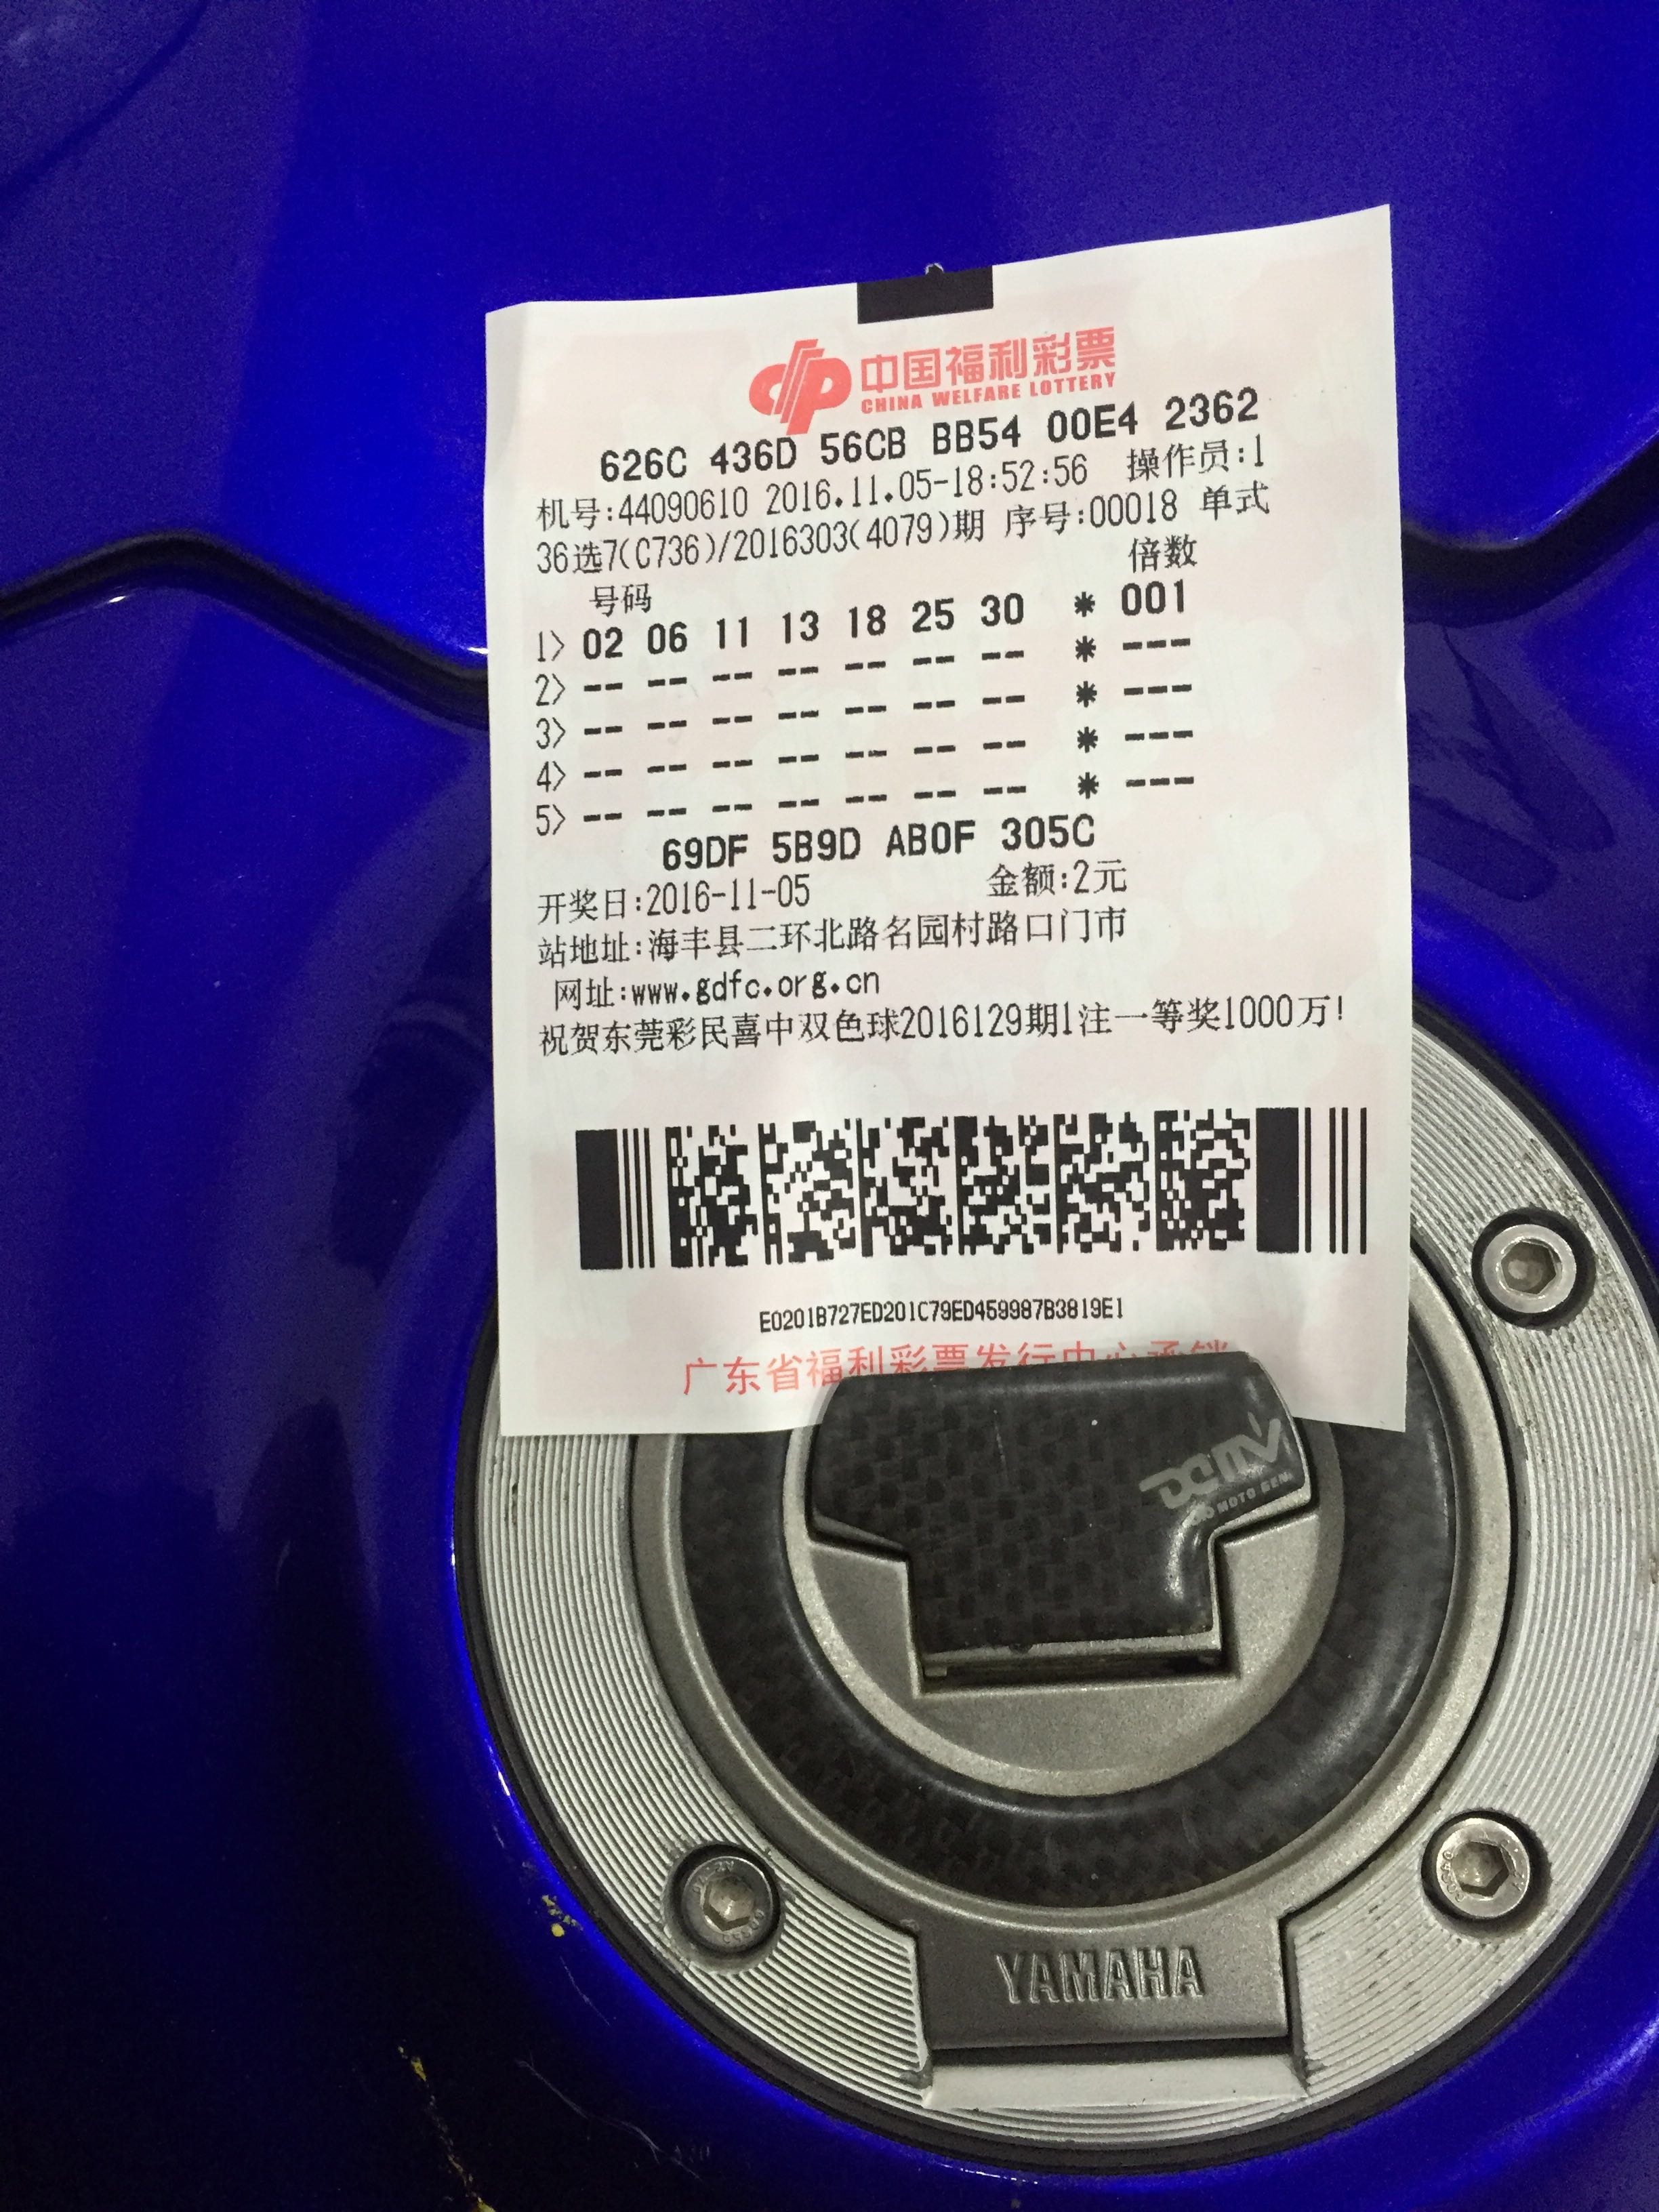 中国福利彩票
CHINA WELFARE LOTTERY
626C 436D 56CB BB54 00E4 2362
机号:44090610 2016.11.05-18:52:56 操作员:1
36选7(C736)/2016303(4079)期 序号:00018 单式
号码 倍数
1> 02 06 11 13 18 25 30 * 001
2> -- -- -- -- -- -- -- * ---
3> -- -- -- -- -- -- -- * ---
4> -- -- -- -- -- -- -- * ---
5> -- -- -- -- -- -- -- * ---
69DF 5B9D AB0F 305C
开奖日:2016-11-05 金额:2元
站地址:海丰县二环北路名园村路口门市
网址:www.gdfc.org.cn
祝贺东莞彩民喜中双色球2016129期1注一等奖1000万!
E0201B727ED201C79ED459987B3819E1
广东省福利彩票发行中心承销
MOTO GEM
YAMAHA